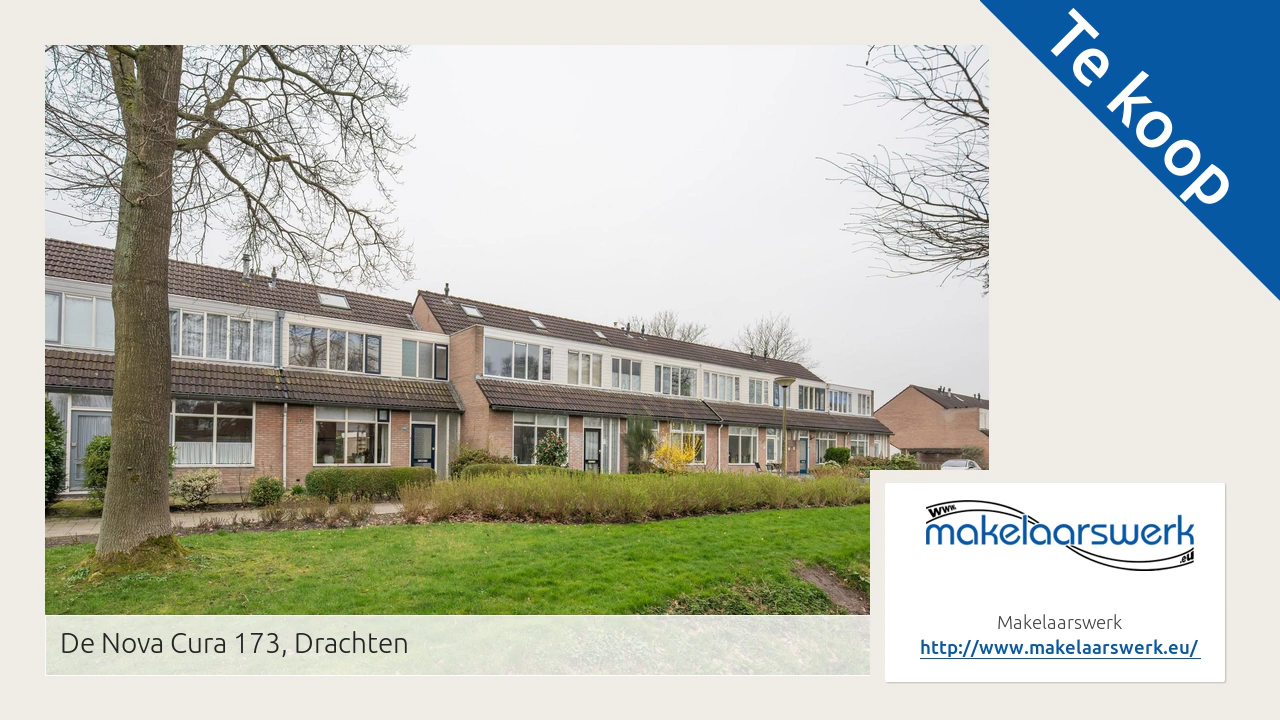 Te koop
De Nova Cura 173, Drachten
www.
makelaarswerk
.eu
Makelaarswerk
http://www.makelaarswerk.eu/